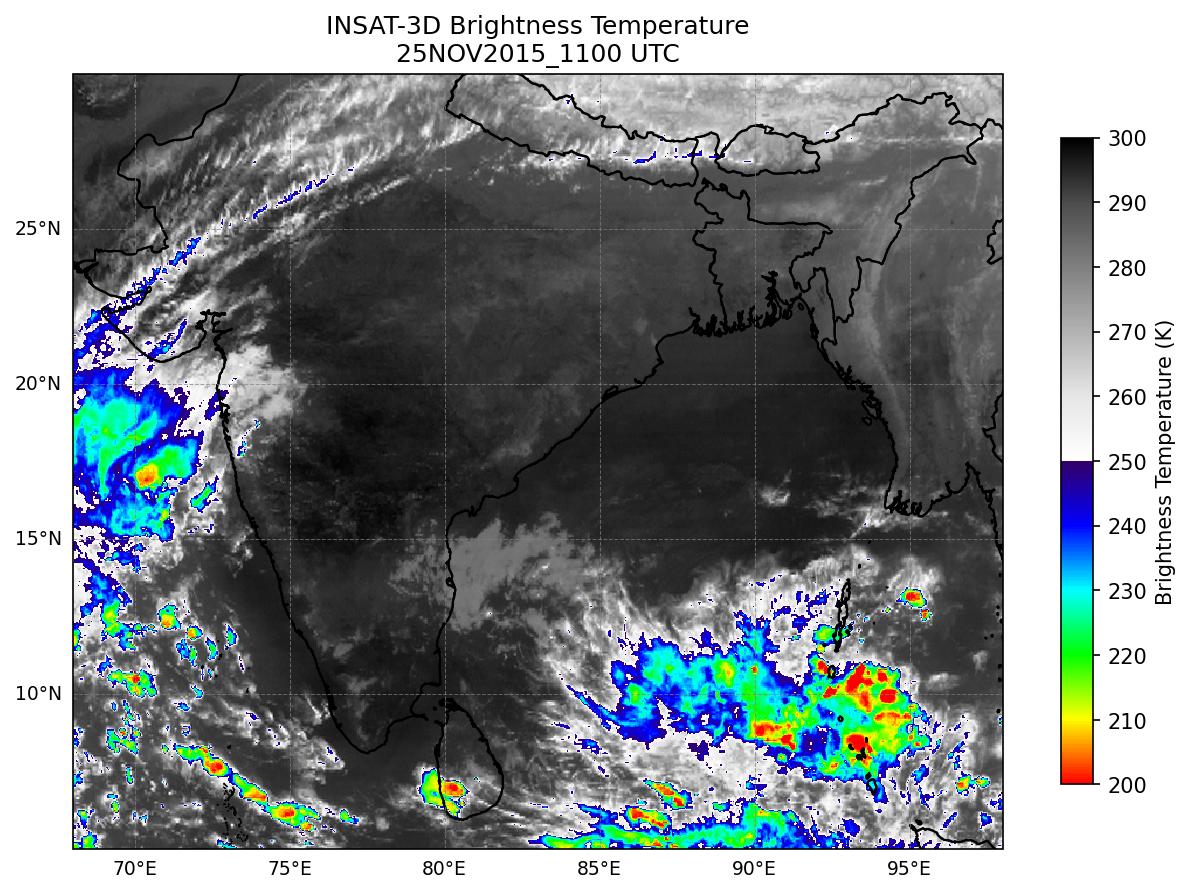 INSAT-3D Brightness Temperature
25NOV2015_1100 UTC
25°N
20°N
15°N
10°N
70°E
75°E
80°E
85°E
90°E
95°E
300
290
280
270
260
250
240
230
220
210
200
Brightness Temperature (K)